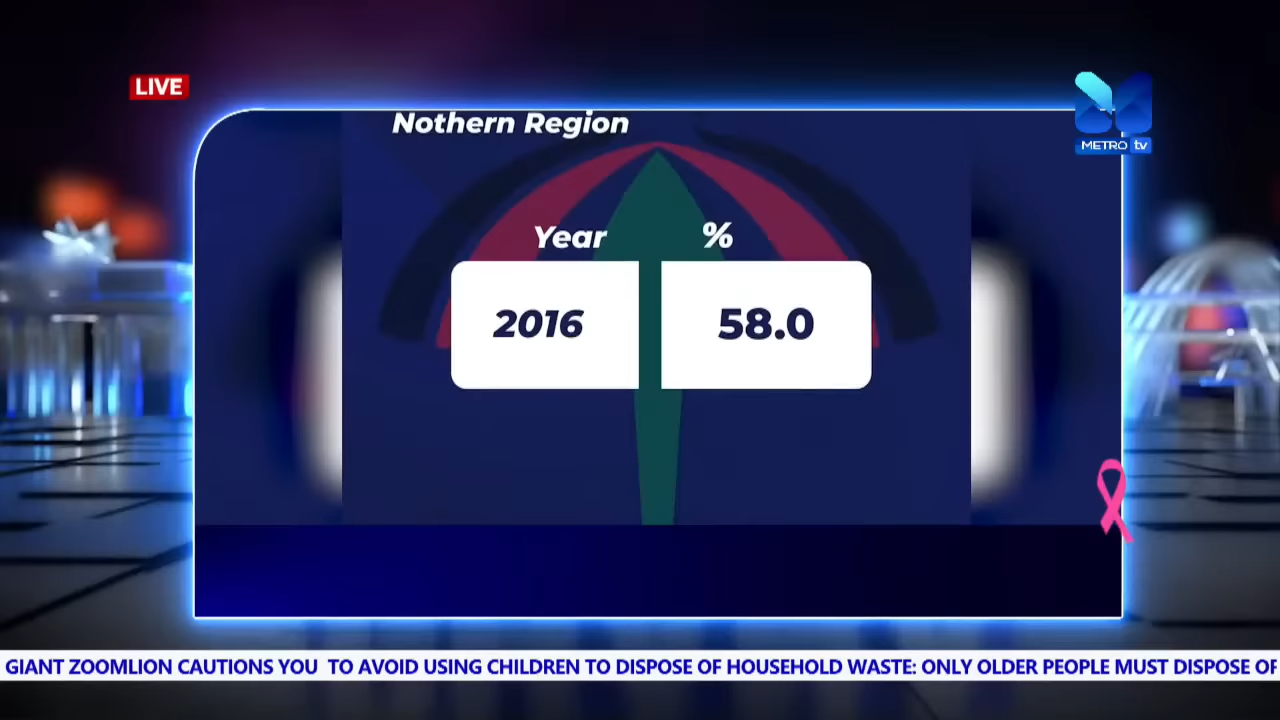 LIVE
METRO tv
Nothern Region
Year %
2016 58.0
GIANT ZOOMLION CAUTIONS YOU TO AVOID USING CHILDREN TO DISPOSE OF HOUSEHOLD WASTE: ONLY OLDER PEOPLE MUST DISPOSE OF